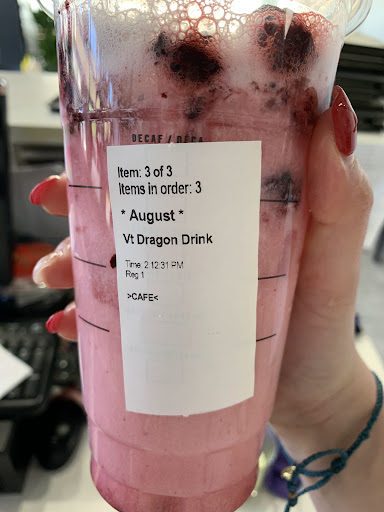 DECAF / DÉCA
Item: 3 of 3
Items in order: 3
* August *
Vt Dragon Drink
Time: 2:12:31 PM
Reg 1
>CAFE<